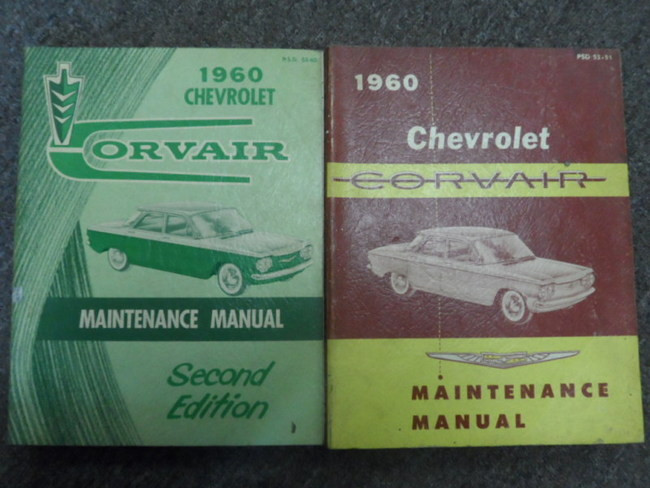 1960
CHEVROLET
CORVAIR
MAINTENANCE MANUAL
Second
Edition
1960
Chevrolet
CORVAIR
MAINTENANCE
MANUAL